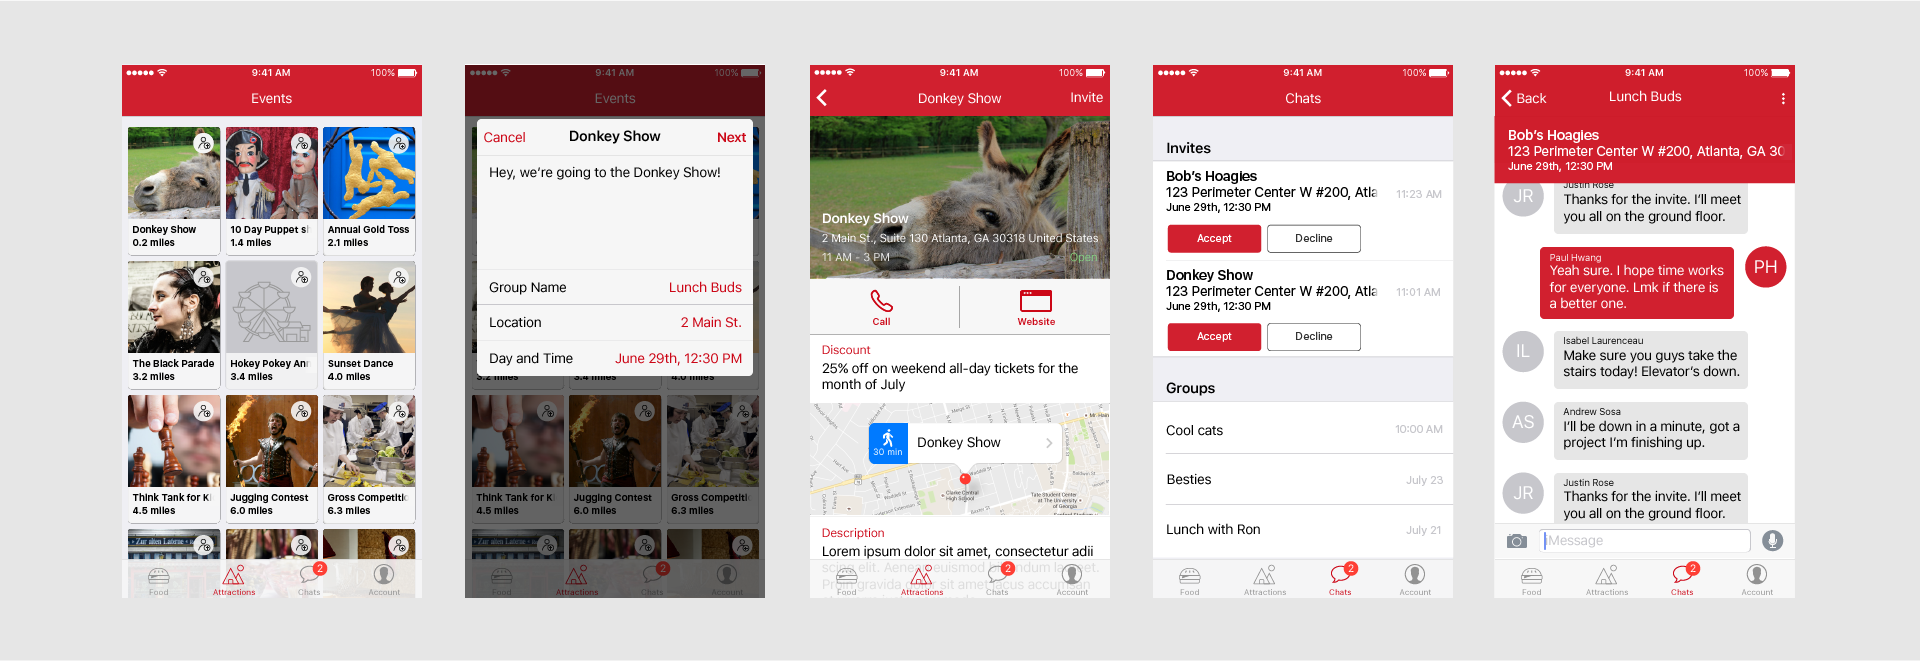 9:41 AM
100%
Events
Donkey Show
0.2 miles
10 Day Puppet s
1.4 miles
Annual Gold Toss
2.1 miles
The Black Parade
3.2 miles
Hokey Pokey An
3.4 miles
Sunset Dance
4.0 miles
Think Tank for K
4.5 miles
Jugging Contest
6.0 miles
Gross Competiti
6.3 miles
Zur alten Laterne
Food
Attractions
2
Chats
Account
9:41 AM
100%
Events
Cancel
Donkey Show
Next
Hey, we're going to the Donkey Show!
Group Name
Lunch Buds
Location
2 Main St.
Day and Time
June 29th, 12:30 PM
3.2 miles
3.4 miles
4.0 miles
Think Tank for K
4.5 miles
Jugging Contest
6.0 miles
Gross Competiti
6.3 miles
Food
Attractions
2
Chats
Account
9:41 AM
100%
Donkey Show
Invite
Donkey Show
2 Main St., Suite 130 Atlanta, GA 30318 United States
11 AM - 3 PM
Open
Call
Website
Discount
25% off on weekend all-day tickets for the
month of July
30 min
Donkey Show
Clarke Central
High School
Tate Student Center
at The University
of Georgia
Description
Lorem ipsum dolor sit amet, consectetur adii
Food
Attractions
2
Chats
Account
9:41 AM
100%
Chats
Invites
Bob's Hoagies
123 Perimeter Center W #200, Atla
June 29th, 12:30 PM
11:23 AM
Accept
Decline
Donkey Show
123 Perimeter Center W #200, Atla
June 29th, 12:30 PM
11:01 AM
Accept
Decline
Groups
Cool cats
10:00 AM
Besties
July 23
Lunch with Ron
July 21
Food
Attractions
2
Chats
Account
9:41 AM
100%
Back
Lunch Buds
Bob's Hoagies
123 Perimeter Center W #200, Atlanta, GA 30
June 29th, 12:30 PM
JR
Justin Rose
Thanks for the invite. I'll meet
you all on the ground floor.
Paul Hwang
Yeah sure. I hope time works
for everyone. Lmk if there is
a better one.
PH
IL
Isabel Laurenceau
Make sure you guys take the
stairs today! Elevator's down.
AS
Andrew Sosa
I'll be down in a minute, got a
project I'm finishing up.
JR
Justin Rose
Thanks for the invite. I'll meet
you all on the ground floor.
iMessage
Food
Attractions
2
Chats
Account